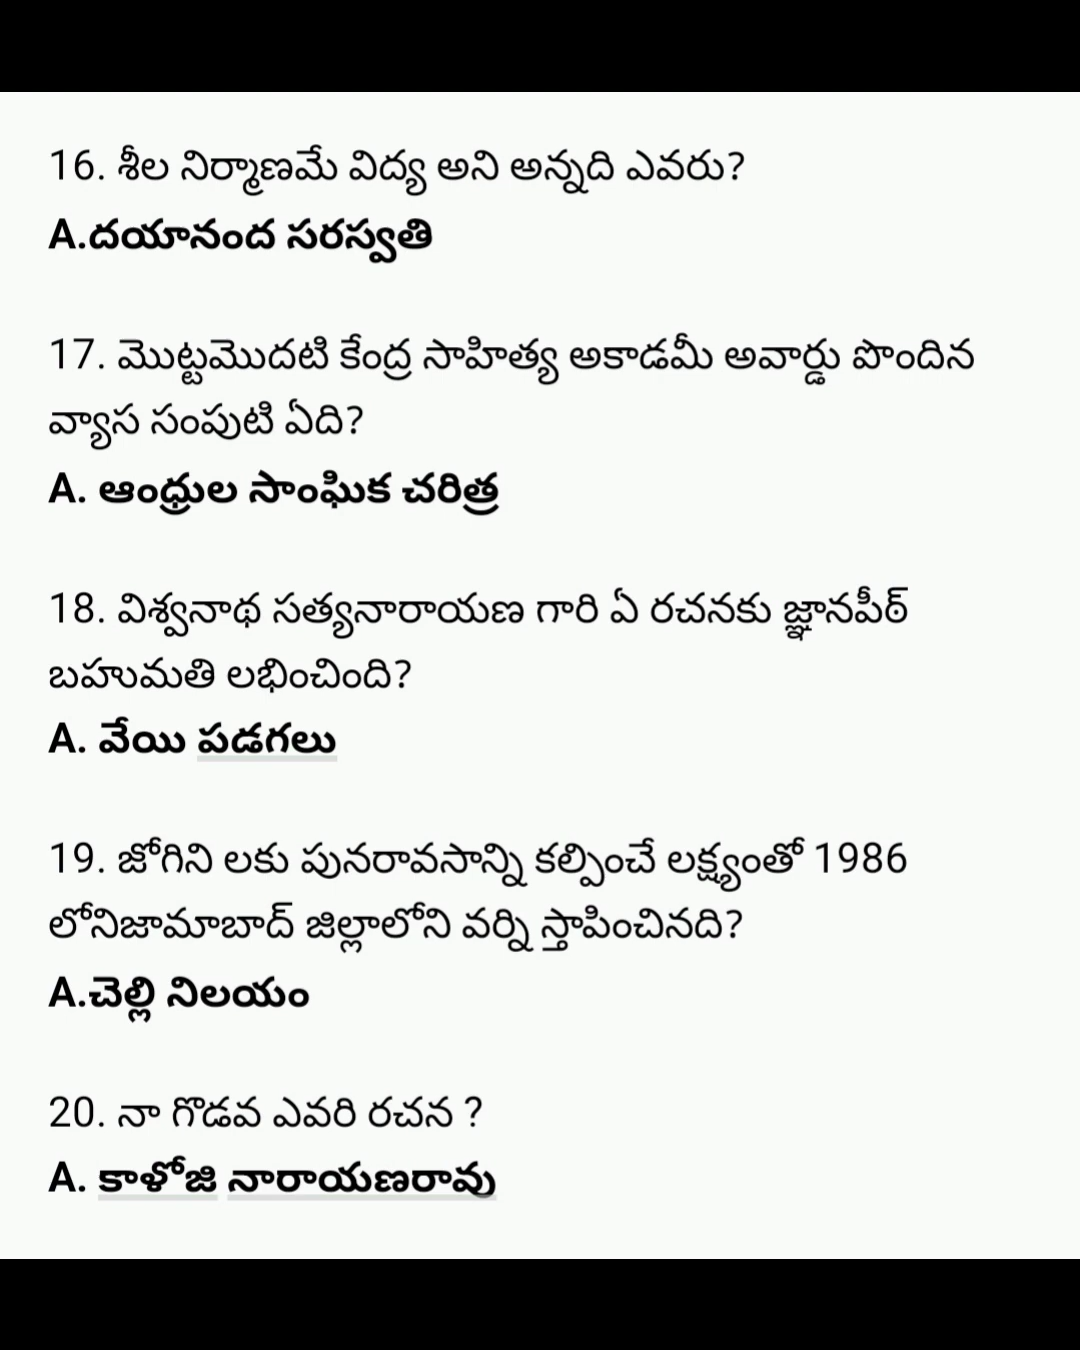 16. శీల నిర్మాణమే విద్య అని అన్నది ఎవరు?
A.దయానంద సరస్వతి
17. మొట్టమొదటి కేంద్ర సాహిత్య అకాడమీ అవార్డు పొందిన
వ్యాస సంపుటి ఏది?
A. ఆంధ్రుల సాంఘిక చరిత్ర
18. విశ్వనాథ సత్యనారాయణ గారి ఏ రచనకు జ్ఞానపీఠ్
బహుమతి లభించింది?
A. వేయి పడగలు
19. జోగిని లకు పునరావసాన్ని కల్పించే లక్ష్యంతో 1986
లోనిజామాబాద్ జిల్లాలోని వర్ని స్తాపించినది?
A.చెల్లి నిలయం
20. నా గొడవ ఎవరి రచన ?
A. కాళోజి నారాయణరావు